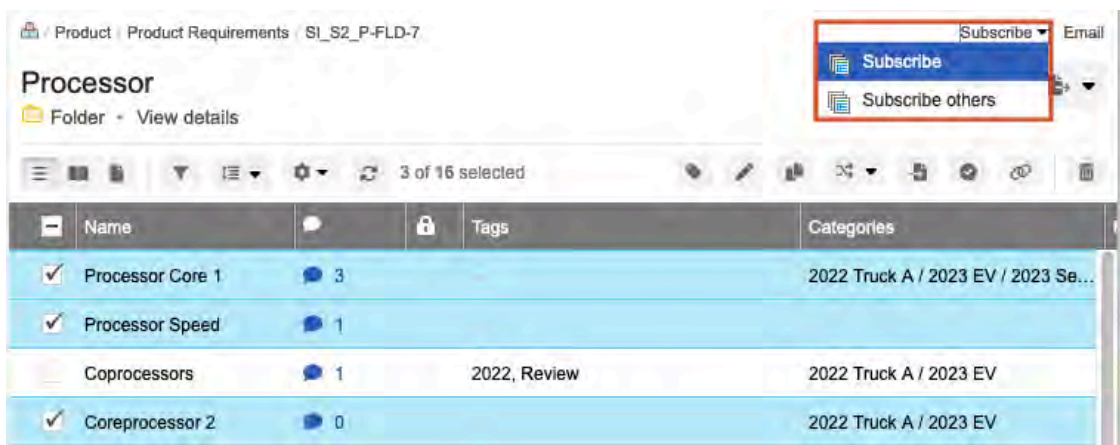 Product / Product Requirements / SI_S2_P-FLD-7
Subscribe Email
Subscribe
Subscribe others
Processor
Folder - View details
3 of 16 selected
Name Tags Categories
Processor Core 1 3 2022 Truck A / 2023 EV / 2023 Se...
Processor Speed 1
Coprocessors 1 2022, Review 2022 Truck A / 2023 EV
Coreprocessor 2 0 2022 Truck A / 2023 EV